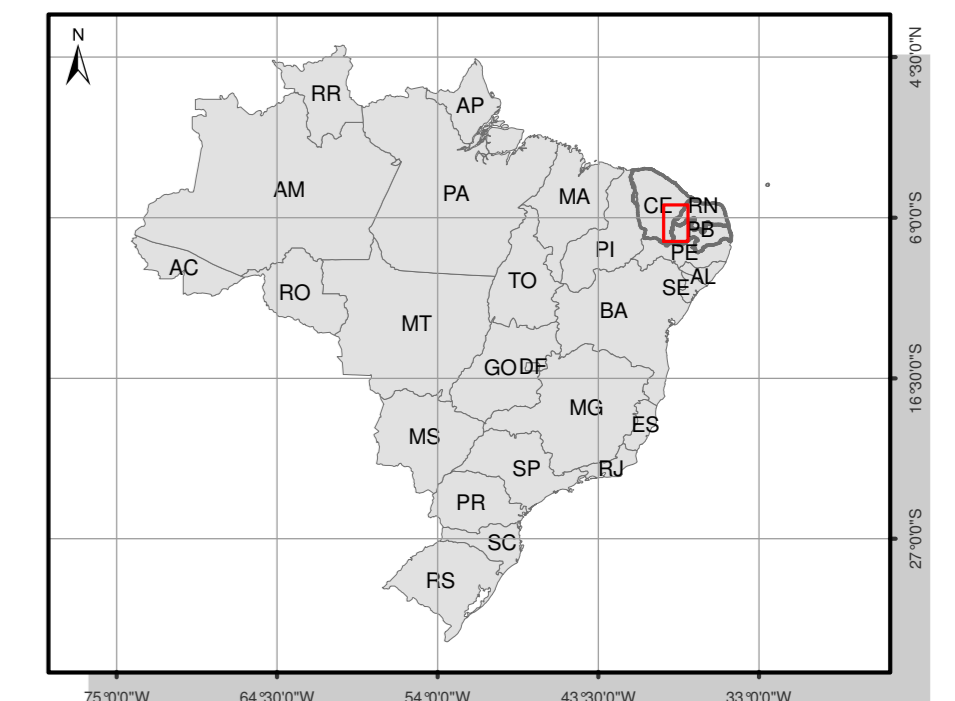 N
RR
AP
AM
PA
MA
CE
RN
PB
PI
PE
AC
TO
AL
SE
RO
BA
MT
GO
DF
MG
MS
ES
SP
RJ
PR
SC
RS
4°30'0"N
6°0'0"S
16°30'0"S
27°0'0"S
75°0'0"W
64°30'0"W
54°0'0"W
43°30'0"W
33°0'0"W